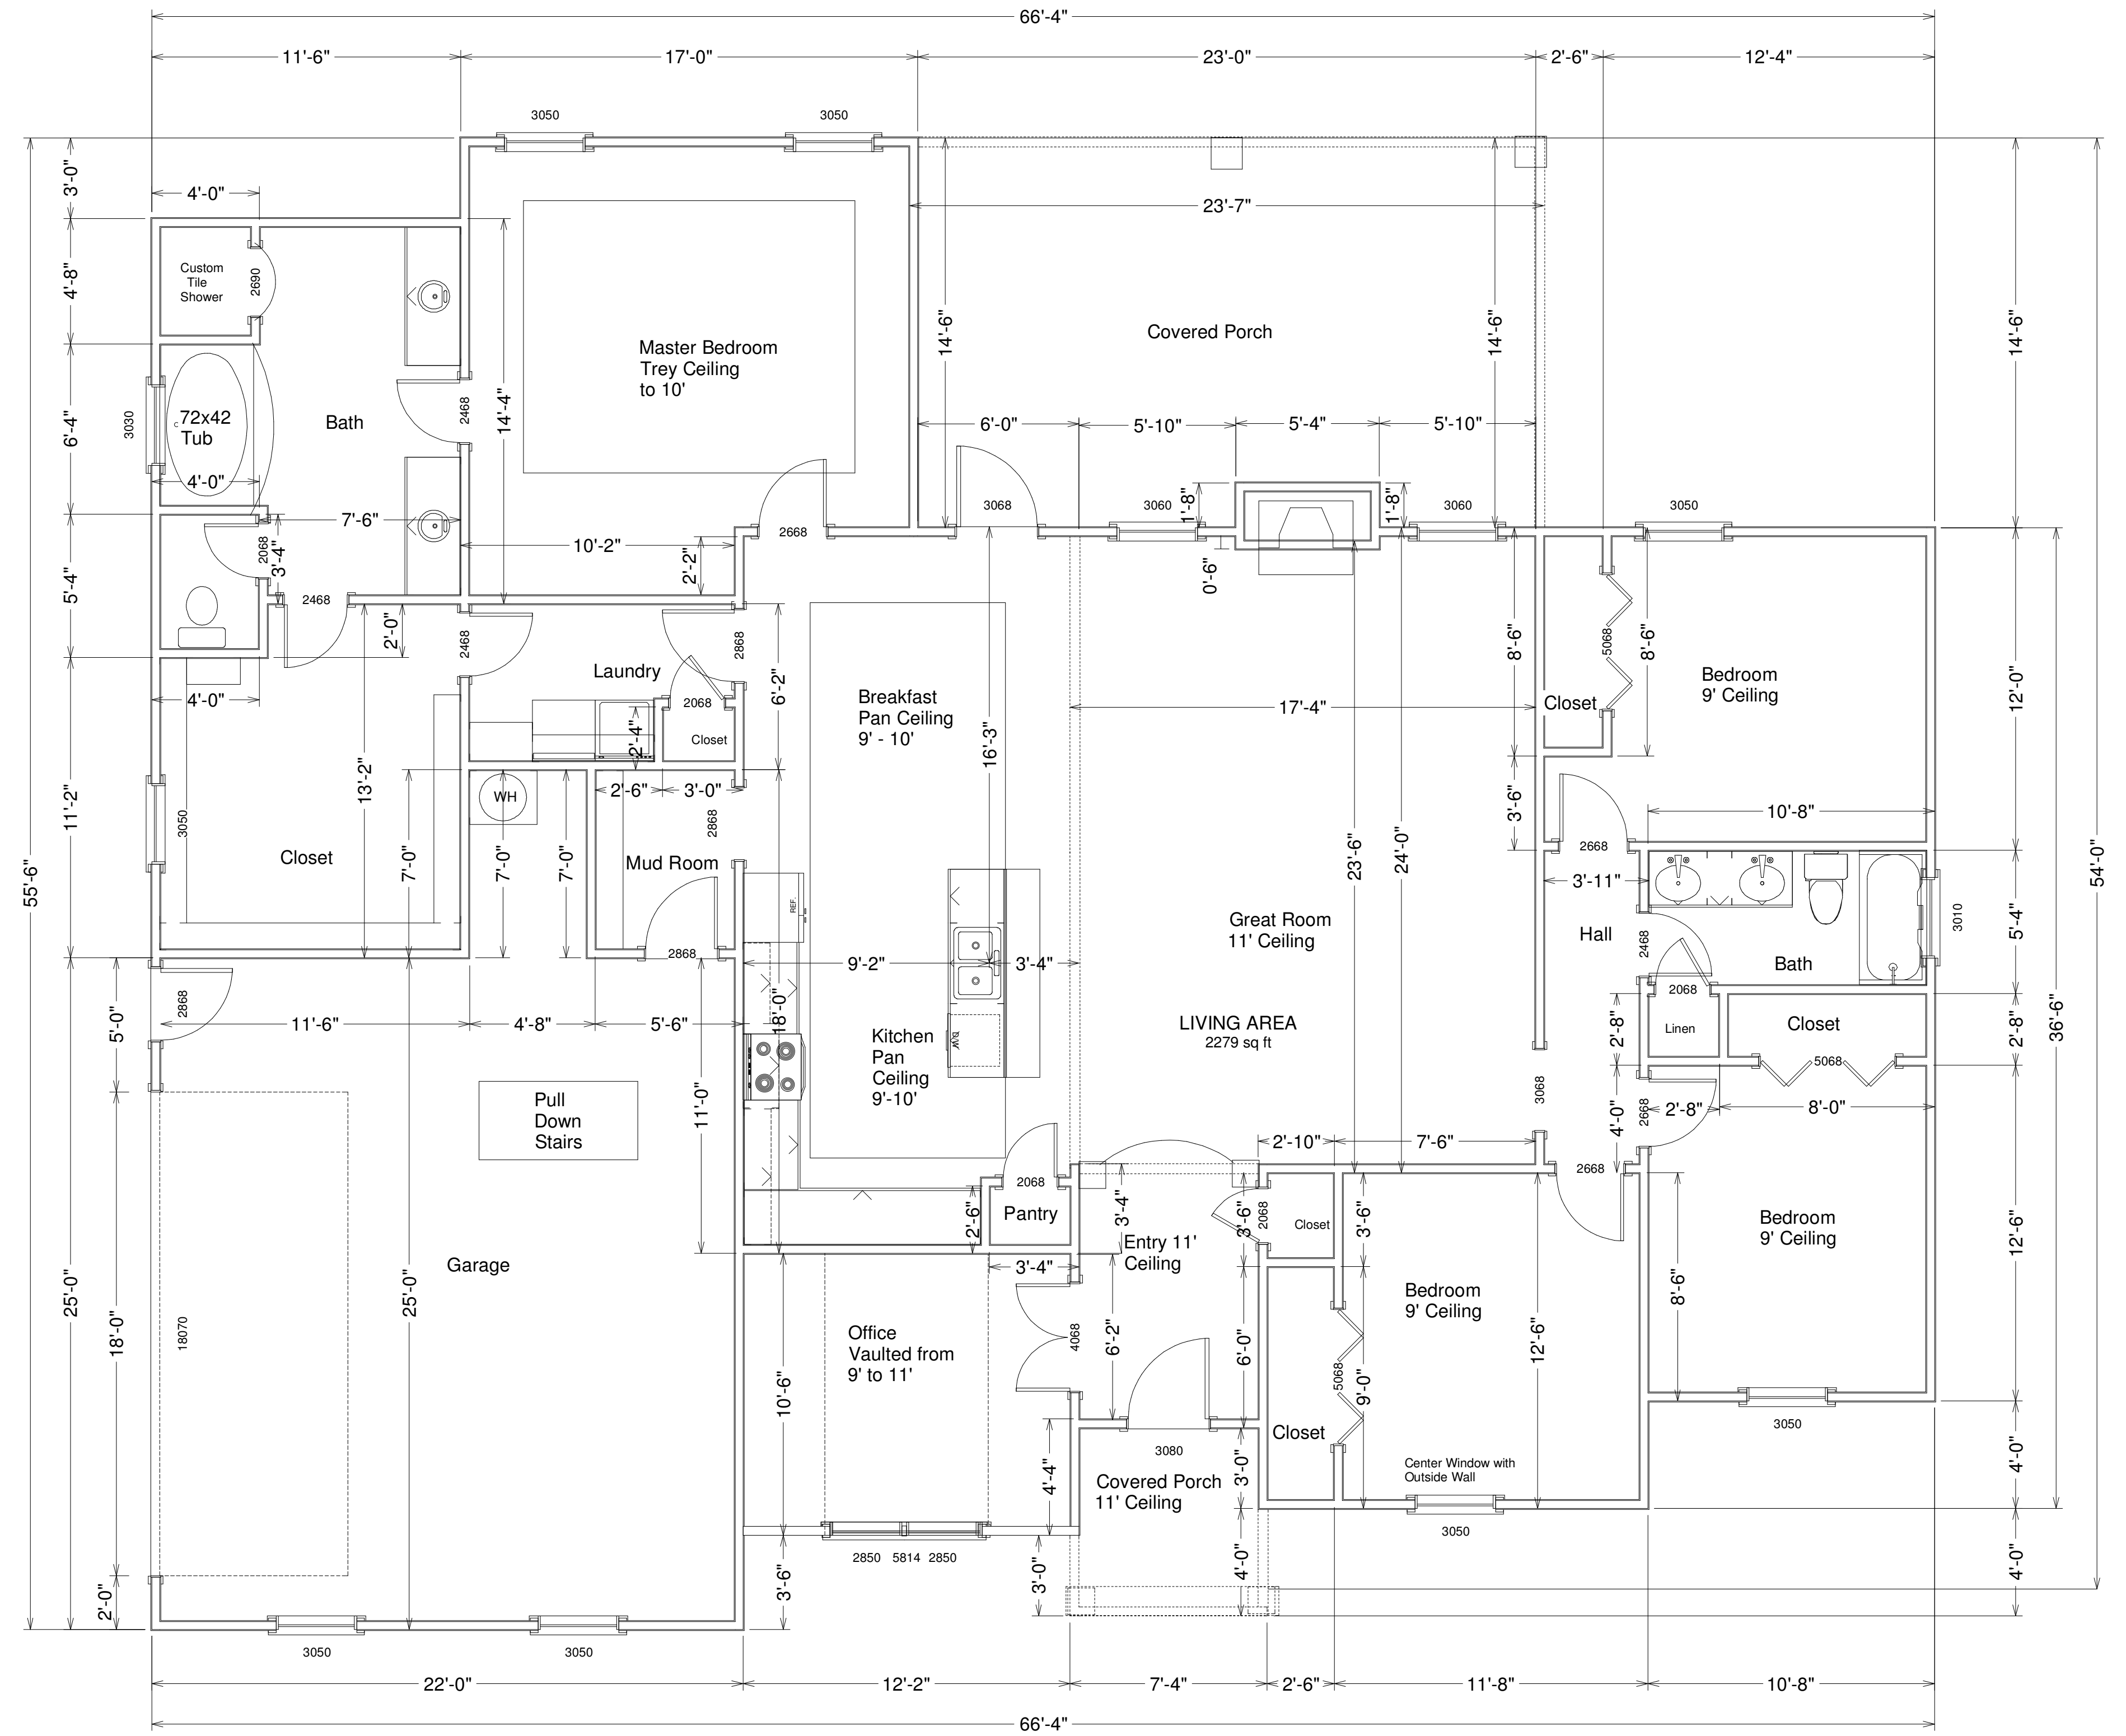 66'-4"
11'-6"
17'-0"
23'-0"
2'-6"
12'-4"
3050
3050
3'-0"
4'-0"
23'-7"
Custom
Tile
Shower
2690
4'-8"
14'-6"
14'-6"
14'-6"
Covered Porch
Master Bedroom
Trey Ceiling
to 10'
14'-4"
2468
3030
6'-4"
72x42
Tub
Bath
4'-0"
6'-0"
5'-10"
5'-4"
5'-10"
1'-8"
1'-8"
3068
3060
3060
3050
7'-6"
2068
3'-4"
10'-2"
2668
2'-2"
0'-6"
5'-4"
2468
2'-0"
2468
2868
Laundry
8'-6"
5068
8'-6"
Bedroom
9' Ceiling
12'-0"
4'-0"
6'-2"
Breakfast
Pan Ceiling
9' - 10'
2068
Closet
2'-4"
16'-3"
17'-4"
Closet
11'-2"
3050
13'-2"
WH
2'-6"
3'-0"
2868
3'-6"
10'-8"
Closet
7'-0"
7'-0"
7'-0"
Mud Room
23'-6"
24'-0"
2668
3'-11"
55'-6"
54'-0"
REF.
Great Room
11' Ceiling
Hall
2468
3010
5'-4"
Bath
2868
2868
9'-2"
3'-4"
2068
5'-0"
11'-6"
4'-8"
5'-6"
18'-0"
LIVING AREA
2279 sq ft
2'-8"
Linen
Closet
2'-8"
36'-6"
Kitchen
Pan
Ceiling
9'-10'
D/W
5068
3068
Pull
Down
Stairs
11'-0"
4'-0"
2668
2'-8"
8'-0"
2'-10"
7'-6"
2668
2068
2'-6"
Pantry
3'-4"
3'-6"
2068
Closet
3'-6"
Bedroom
9' Ceiling
12'-6"
Entry 11'
Ceiling
Garage
3'-4"
25'-0"
18'-0"
18070
25'-0"
8'-6"
Bedroom
9' Ceiling
Office
Vaulted from
9' to 11'
4068
6'-2"
6'-0"
12'-6"
5068
9'-0"
10'-6"
3050
Closet
3080
Center Window with
Outside Wall
4'-4"
Covered Porch
11' Ceiling
3'-0"
4'-0"
3050
2850
5814
2850
3'-6"
3'-0"
4'-0"
4'-0"
2'-0"
3050
3050
22'-0"
12'-2"
7'-4"
2'-6"
11'-8"
10'-8"
66'-4"